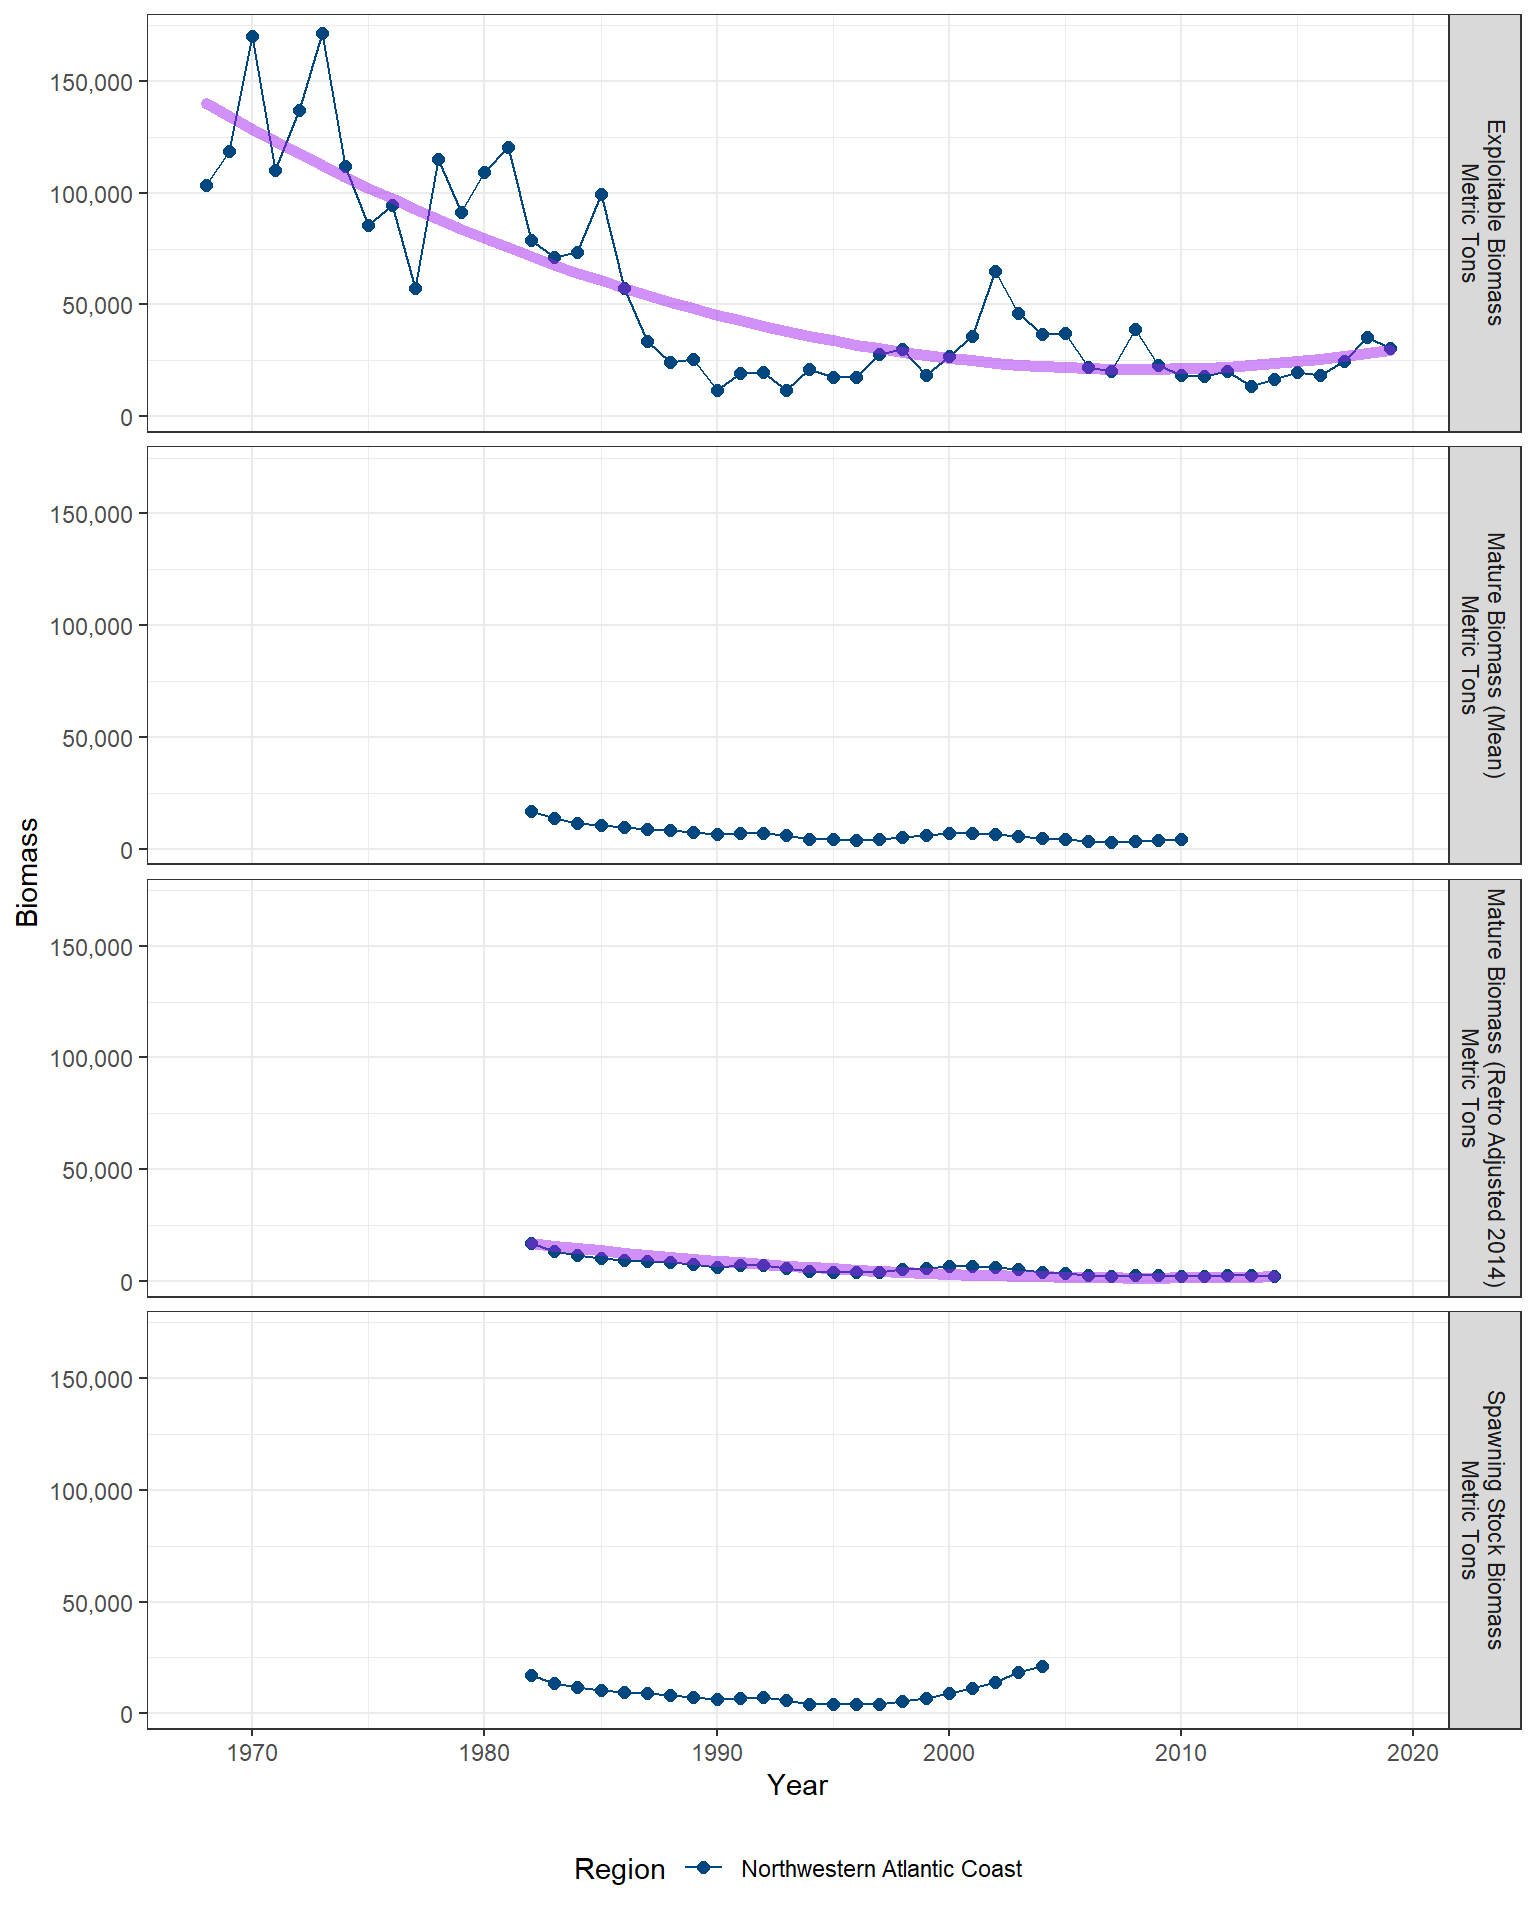 150,000
100,000
50,000
0
Exploitable Biomass
Metric Tons
150,000
100,000
50,000
0
Mature Biomass (Mean)
Metric Tons
Biomass
150,000
100,000
50,000
0
Mature Biomass (Retro Adjusted 2014)
Metric Tons
150,000
100,000
50,000
0
Spawning Stock Biomass
Metric Tons
1970 1980 1990 2000 2010 2020
Year
Region Northwestern Atlantic Coast